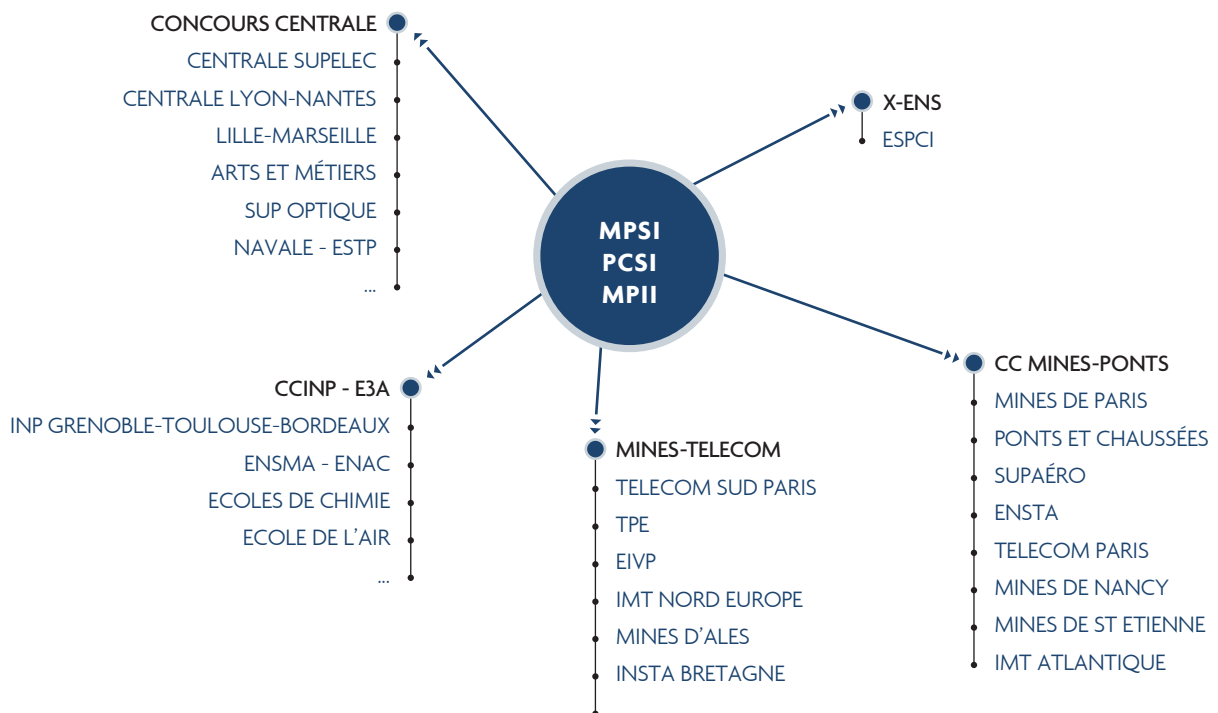 CONCOURS CENTRALE
CENTRALE SUPELEC
CENTRALE LYON-NANTES
LILLE-MARSEILLE
ARTS ET MÉTIERS
SUP OPTIQUE
NAVALE - ESTP
...
X-ENS
ESPCI
MPSI
PCSI
MPII
CCINP - E3A
INP GRENOBLE-TOULOUSE-BORDEAUX
ENSMA - ENAC
ECOLES DE CHIMIE
ECOLE DE L'AIR
...
MINES-TELECOM
TELECOM SUD PARIS
TPE
EIVP
IMT NORD EUROPE
MINES D'ALES
INSTA BRETAGNE
CC MINES-PONTS
MINES DE PARIS
PONTS ET CHAUSSÉES
SUPAÉRO
ENSTA
TELECOM PARIS
MINES DE NANCY
MINES DE ST ETIENNE
IMT ATLANTIQUE